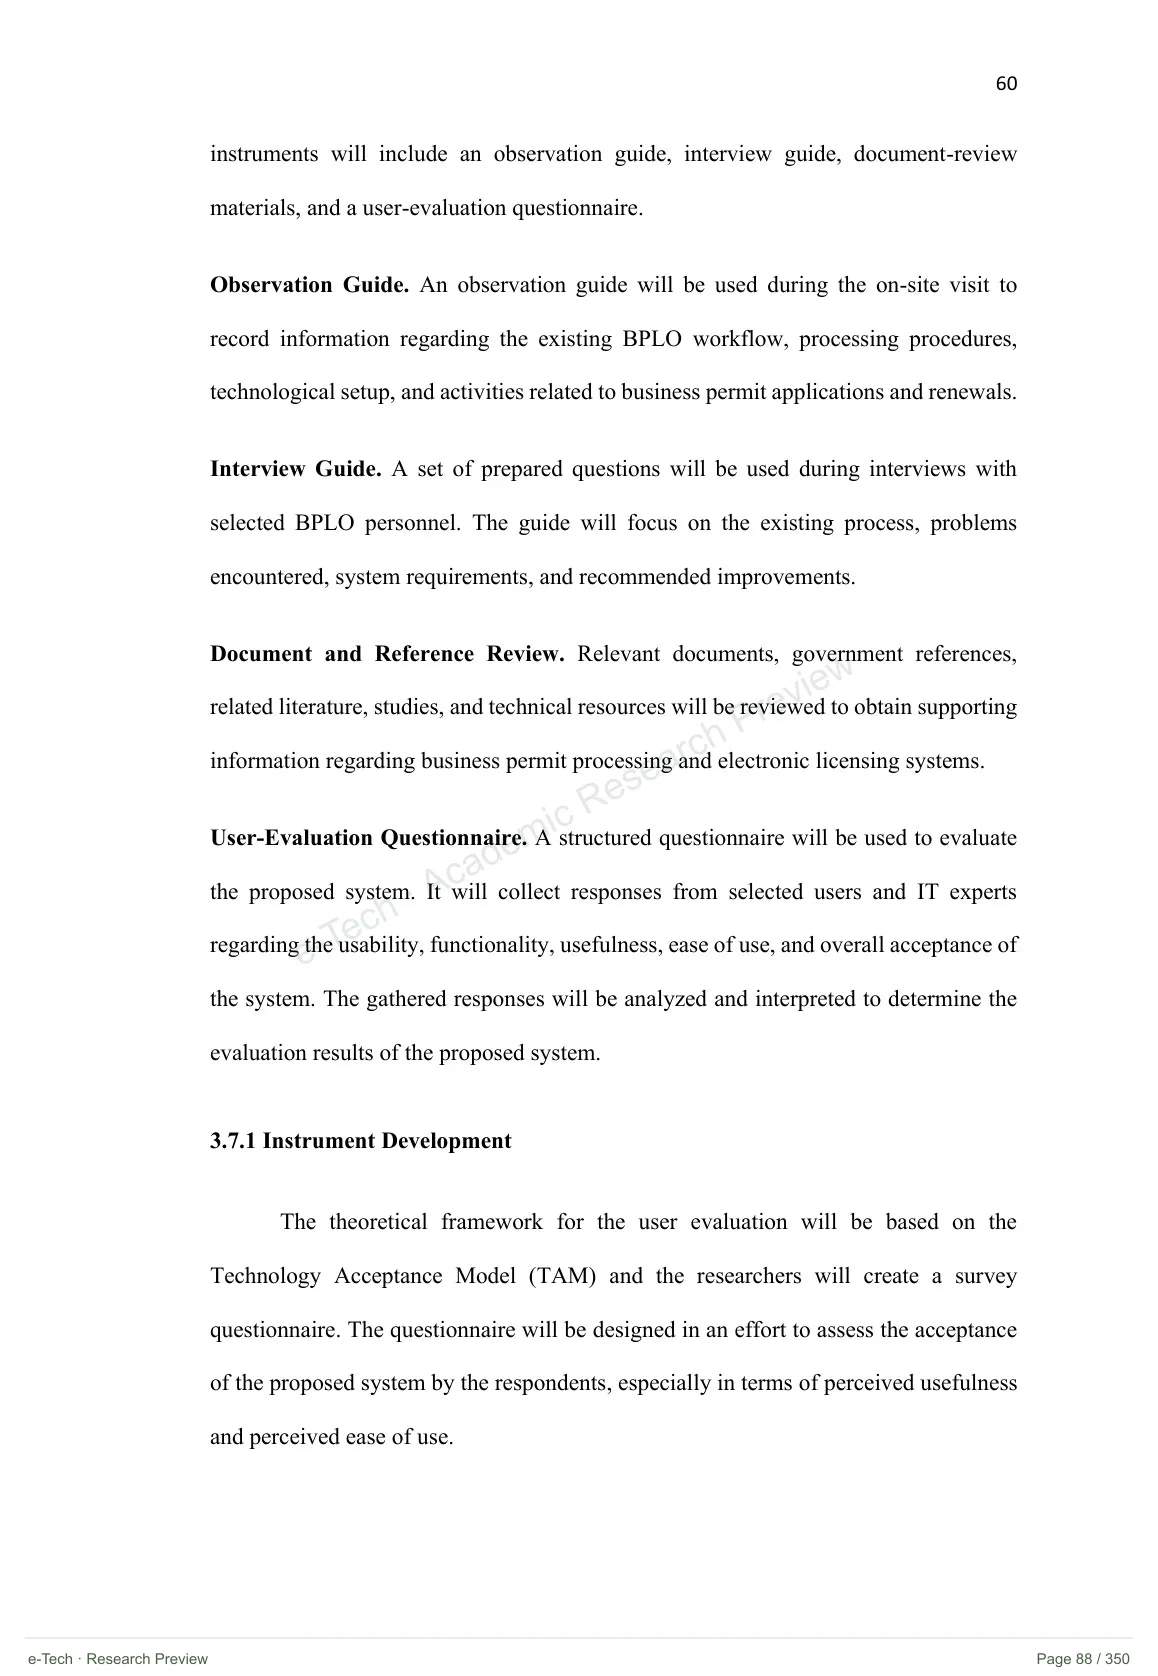 60
instruments will include an observation guide, interview guide, document-review
materials, and a user-evaluation questionnaire.
Observation Guide. An observation guide will be used during the on-site visit to
record information regarding the existing BPLO workflow, processing procedures,
technological setup, and activities related to business permit applications and renewals.
Interview Guide. A set of prepared questions will be used during interviews with
selected BPLO personnel. The guide will focus on the existing process, problems
encountered, system requirements, and recommended improvements.
Document and Reference Review. Relevant documents, government references,
related literature, studies, and technical resources will be reviewed to obtain supporting
information regarding business permit processing and electronic licensing systems.
User-Evaluation Questionnaire. A structured questionnaire will be used to evaluate
the proposed system. It will collect responses from selected users and IT experts
regarding the usability, functionality, usefulness, ease of use, and overall acceptance of
the system. The gathered responses will be analyzed and interpreted to determine the
evaluation results of the proposed system.
e-Tech · Academic Research Preview
3.7.1 Instrument Development
The theoretical framework for the user evaluation will be based on the
Technology Acceptance Model (TAM) and the researchers will create a survey
questionnaire. The questionnaire will be designed in an effort to assess the acceptance
of the proposed system by the respondents, especially in terms of perceived usefulness
and perceived ease of use.
e-Tech · Research Preview
Page 88 / 350